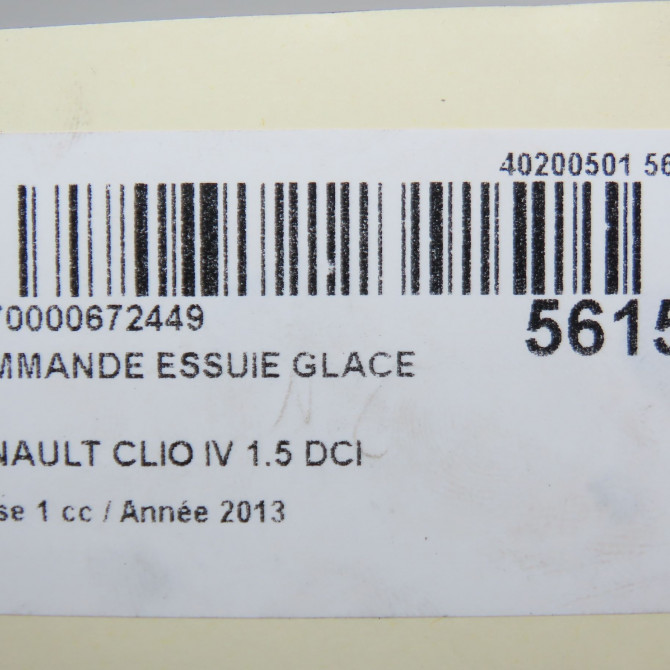 40200501 56
70000672449
5615
MMANDE ESSUIE GLACE
NAULT CLIO IV 1.5 DCI
se 1 cc / Année 2013